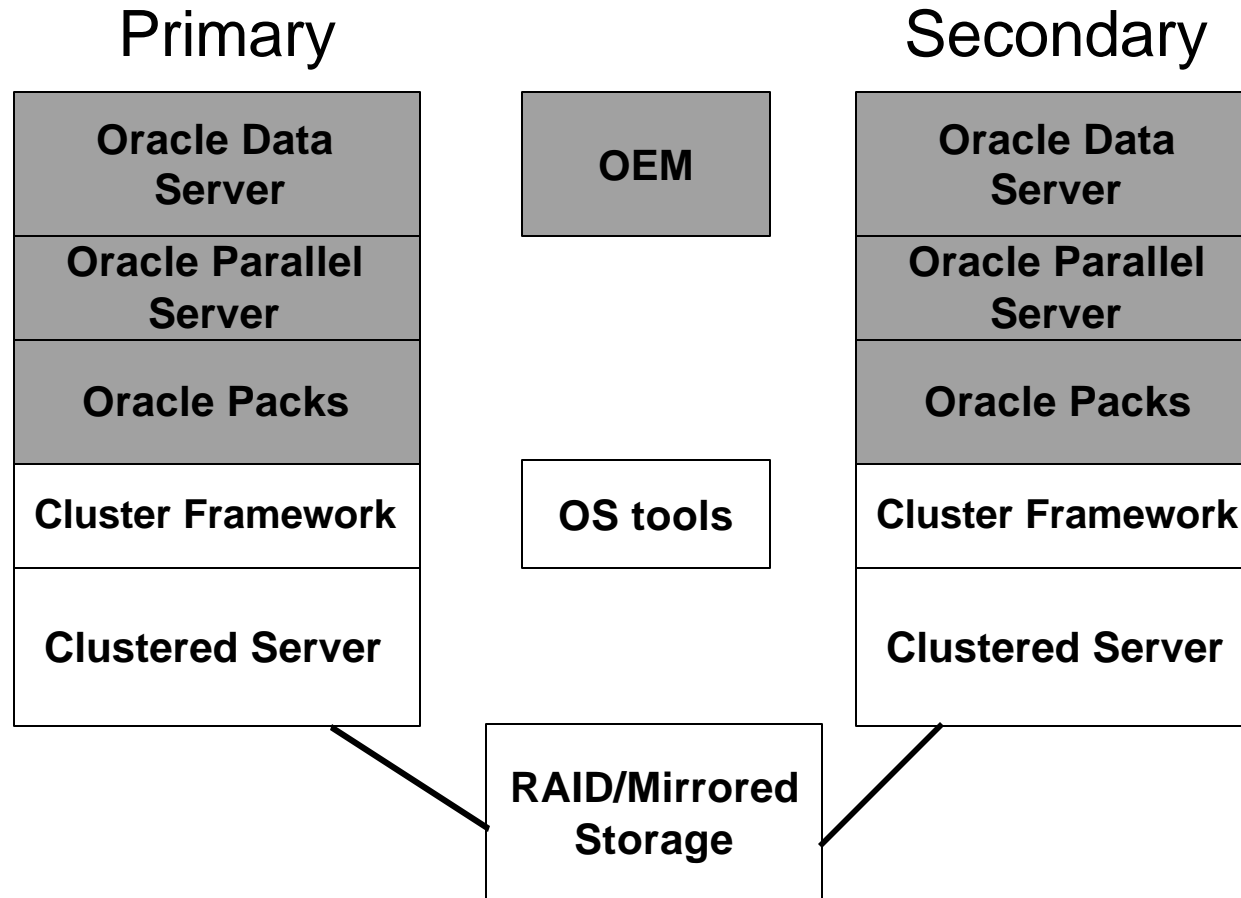 Primary
Secondary
Oracle Data
Server
OEM
Oracle Data
Server
Oracle Parallel
Server
Oracle Parallel
Server
Oracle Packs
Oracle Packs
Cluster Framework
OS tools
Cluster Framework
Clustered Server
Clustered Server
RAID/Mirrored
Storage